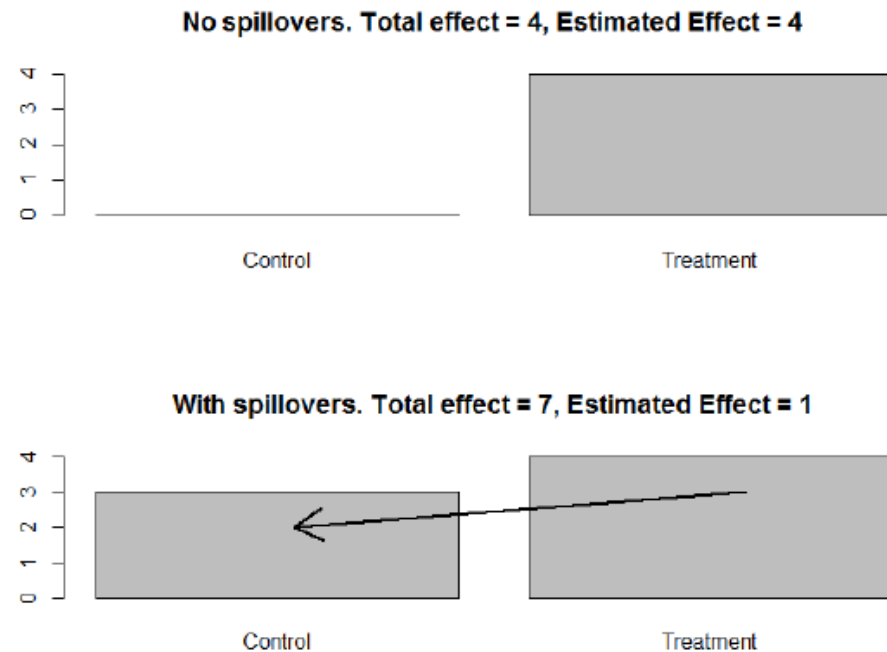 No spillovers. Total effect = 4, Estimated Effect = 4
4
3
2
1
0
Control Treatment
With spillovers. Total effect = 7, Estimated Effect = 1
4
3
2
1
0
Control Treatment